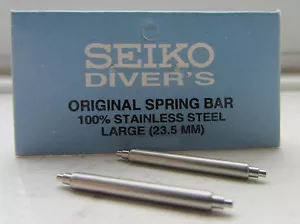 SEIKO
DIVER'S
ORIGINAL SPRING BAR
100% STAINLESS STEEL
LARGE (23.5 MM)